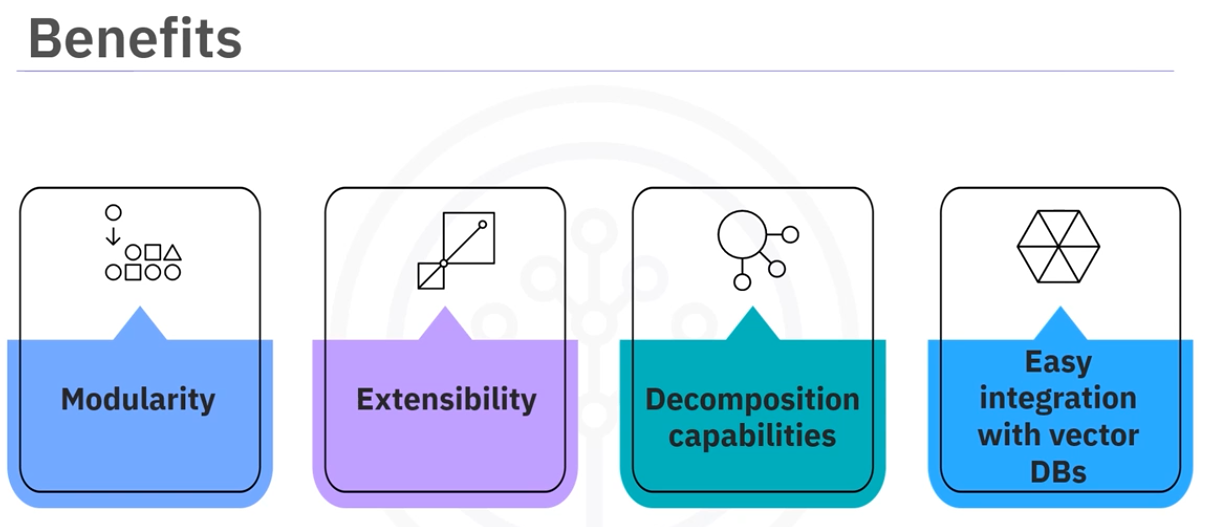 Benefits
Modularity
Extensibility
Decomposition
capabilities
Easy
integration
with vector
DBs